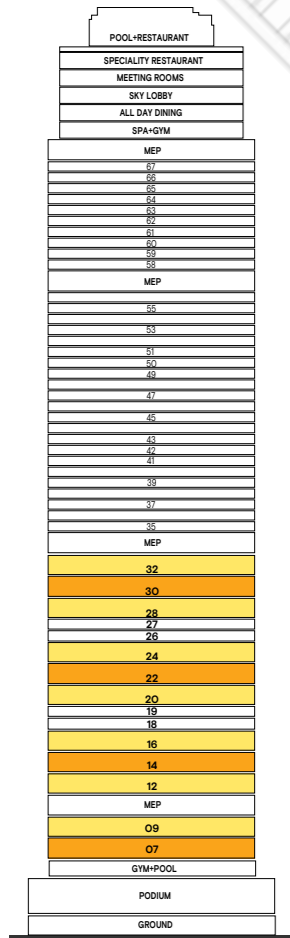 POOL+RESTAURANT
SPECIALITY RESTAURANT
MEETING ROOMS
SKY LOBBY
ALL DAY DINING
SPA+GYM
MEP
67
66
65
64
63
62
61
60
59
58
MEP
55
53
51
50
49
47
45
43
42
41
39
37
35
MEP
32
30
28
27
26
24
22
20
19
18
16
14
12
MEP
09
07
GYM+POOL
PODIUM
GROUND